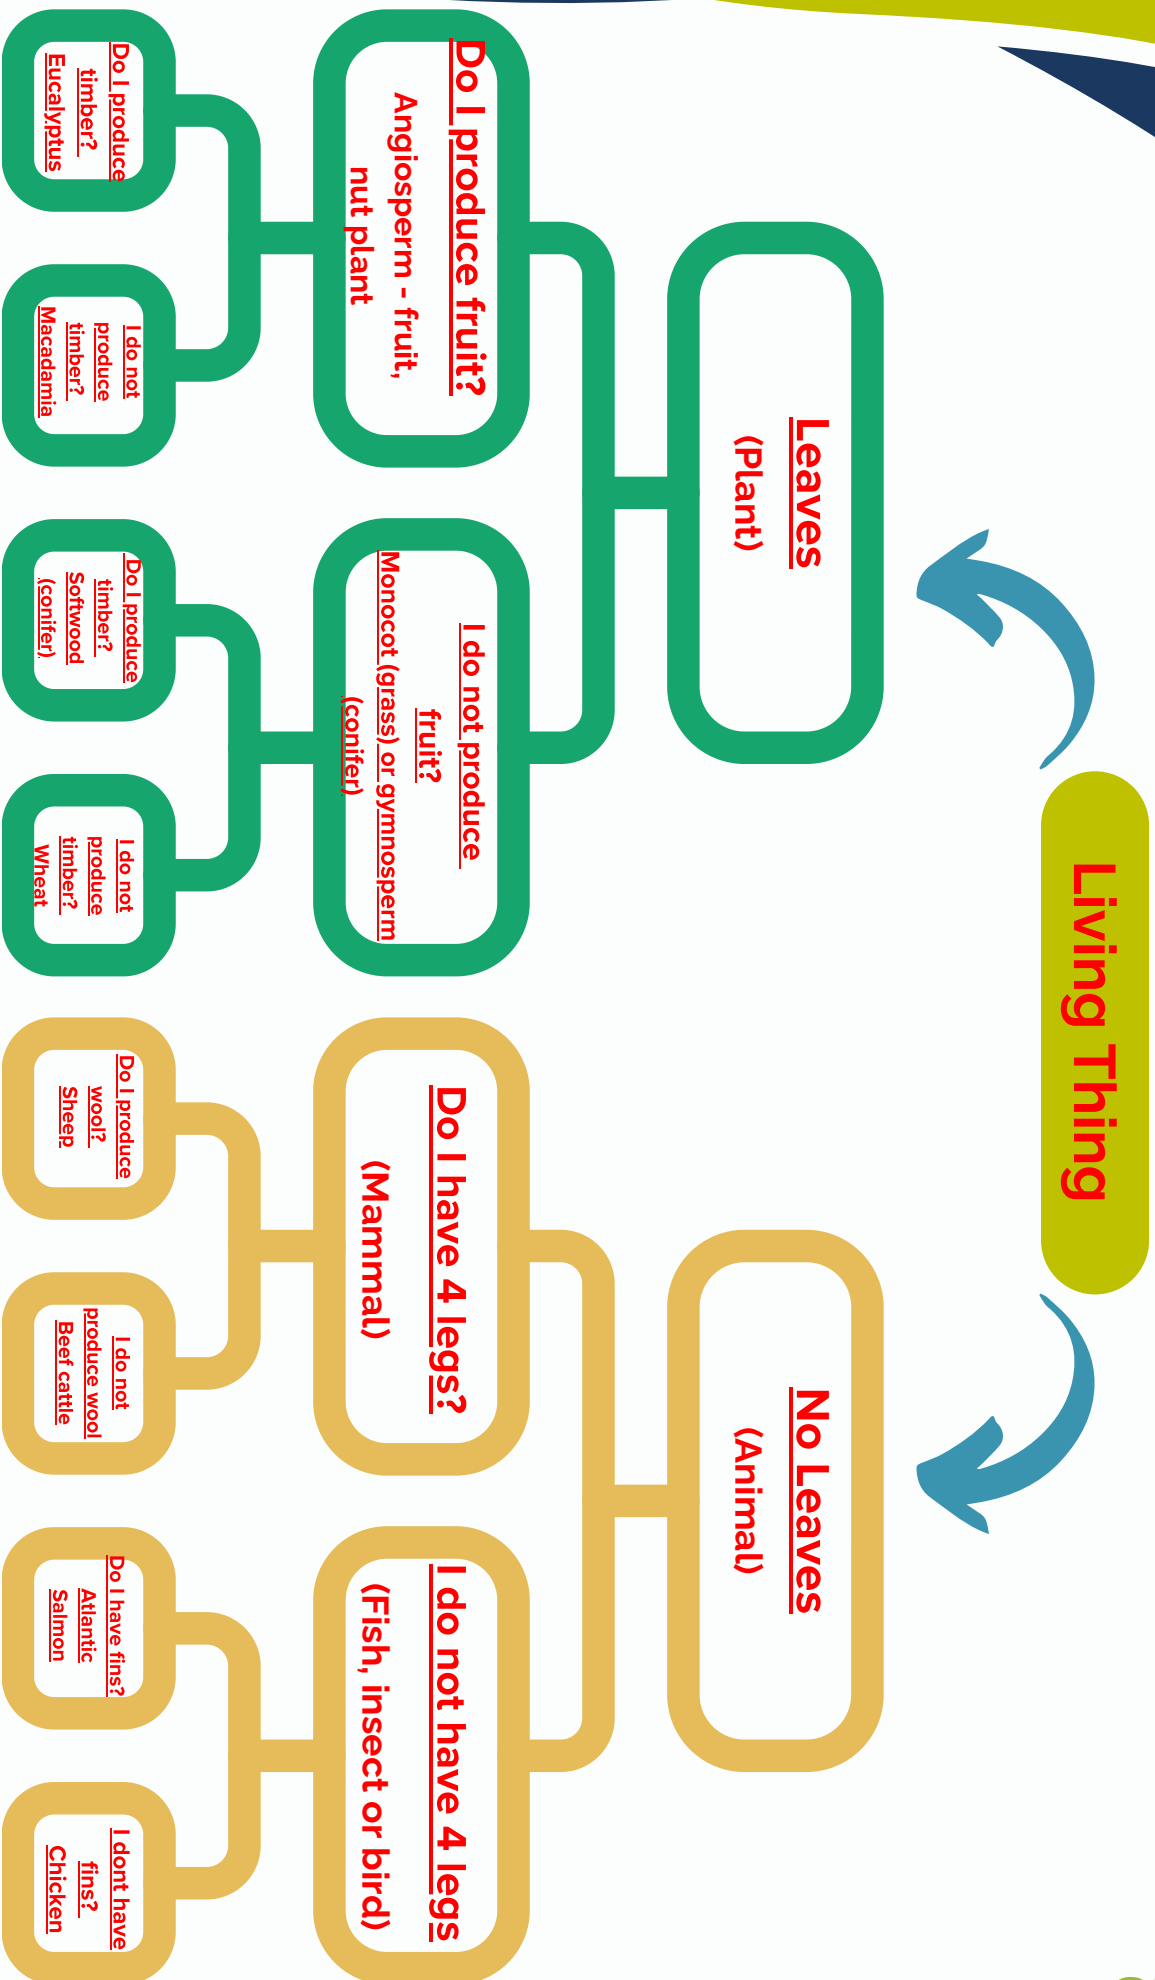 Living Thing
Leaves
(Plant)
No Leaves
(Animal)
Do I produce fruit?
Angiosperm - fruit,
nut plant
I do not produce
fruit?
Monocot (grass) or gymnosperm
(conifer)
Do I have 4 legs?
(Mammal)
I do not have 4 legs
(Fish, insect or bird)
Do I produce
timber?
Eucalyptus
I do not
produce
timber?
Macadamia
Do I produce
timber?
Softwood
(conifer)
I do not
produce
timber?
Wheat
Do I produce
wool?
Sheep
I do not
produce wool
Beef cattle
Do I have fins?
Atlantic
Salmon
I dont have
fins?
Chicken